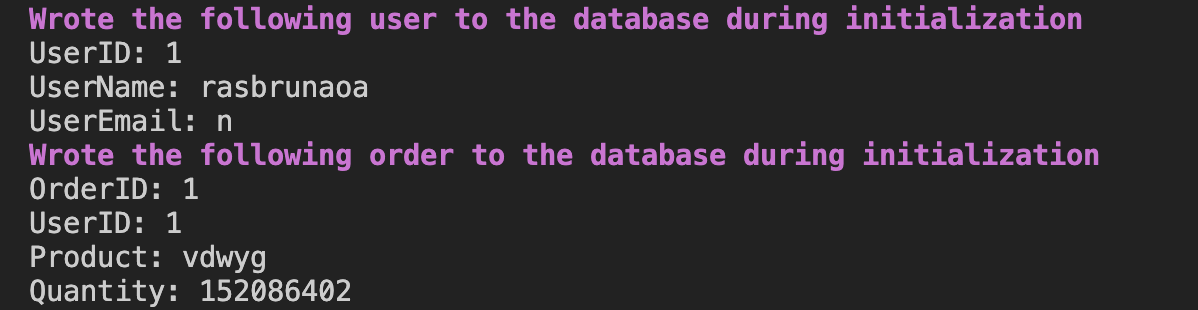 Wrote the following user to the database during initialization
UserID: 1
UserName: rasbrunaoa
UserEmail: n
Wrote the following order to the database during initialization
OrderID: 1
UserID: 1
Product: vdwyg
Quantity: 152086402